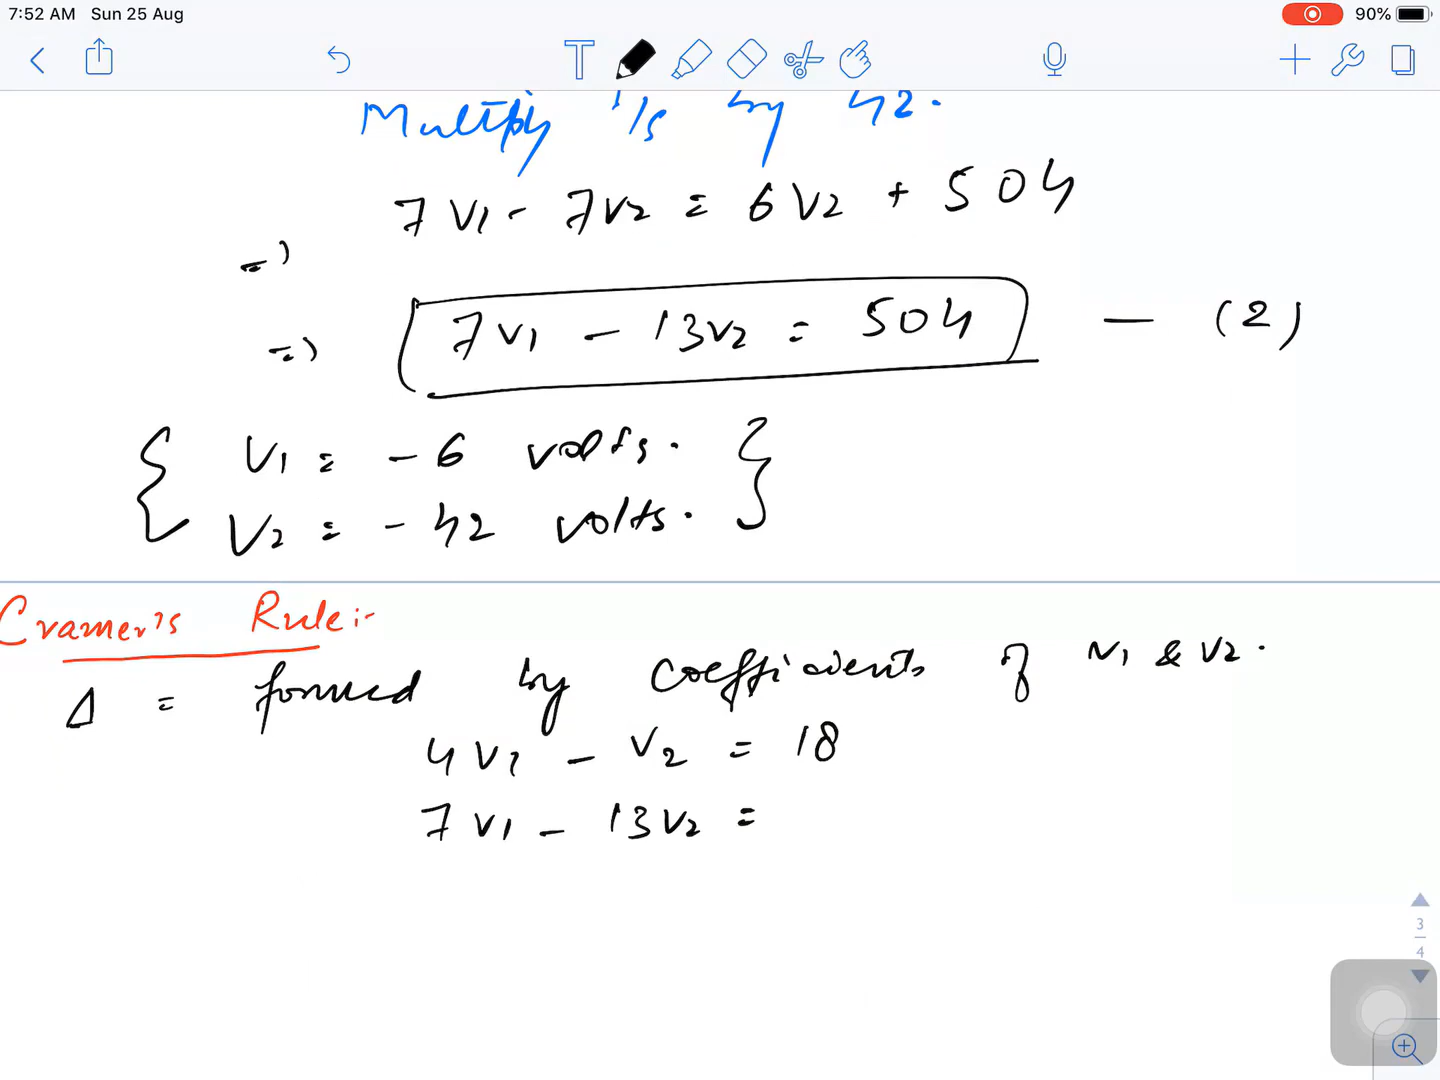 7:52 AM Sun 25 Aug 90%
T
Multiply b/s by 42.
7V1 - 7V2 = 6V2 + 504
=>
=> 7V1 - 13V2 = 504 — (2)
{ V1 = -6 volts. }
V2 = -42 volts.
Cramer's Rule:-
Δ = formed by coefficients of V1 & V2.
4V1 - V2 = 18
7V1 - 13V2 =
3
4